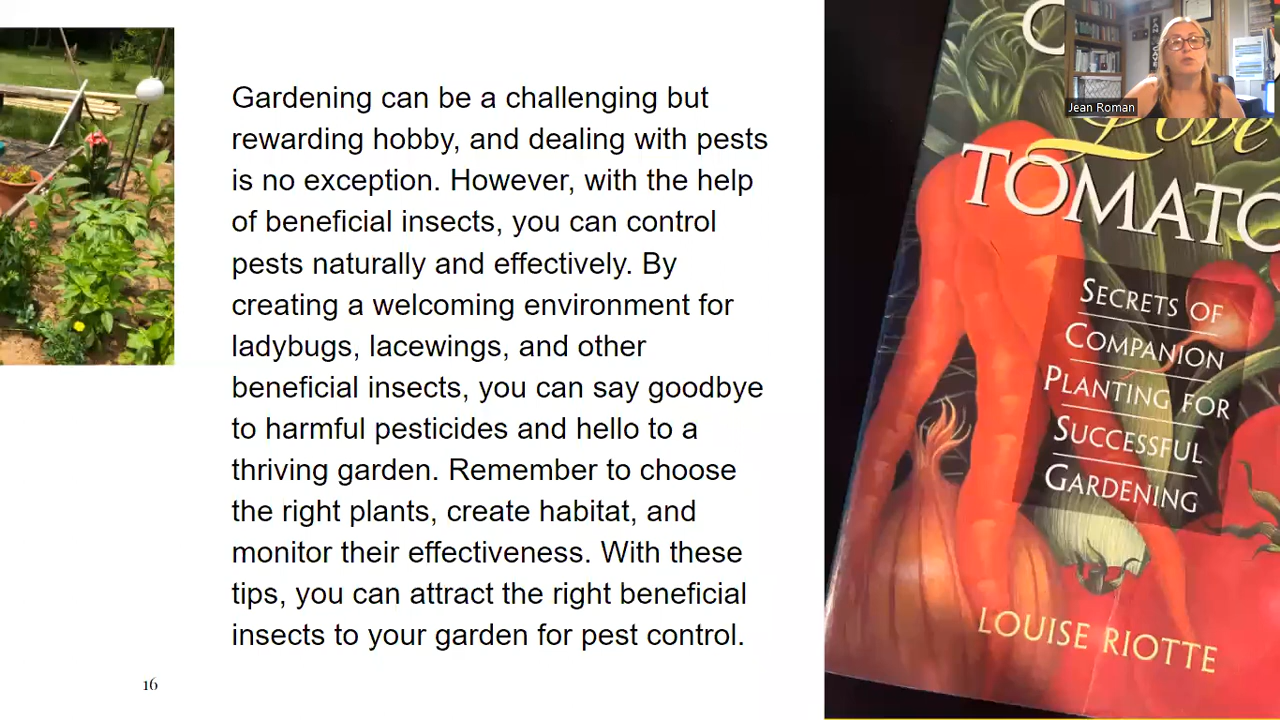 Gardening can be a challenging but
rewarding hobby, and dealing with pests
is no exception. However, with the help
of beneficial insects, you can control
pests naturally and effectively. By
creating a welcoming environment for
ladybugs, lacewings, and other
beneficial insects, you can say goodbye
to harmful pesticides and hello to a
thriving garden. Remember to choose
the right plants, create habitat, and
monitor their effectiveness. With these
tips, you can attract the right beneficial
insects to your garden for pest control.
16
Jean Roman
Love
TOMATO
SECRETS OF
COMPANION
PLANTING FOR
SUCCESSFUL
GARDENING
LOUISE RIOTTE